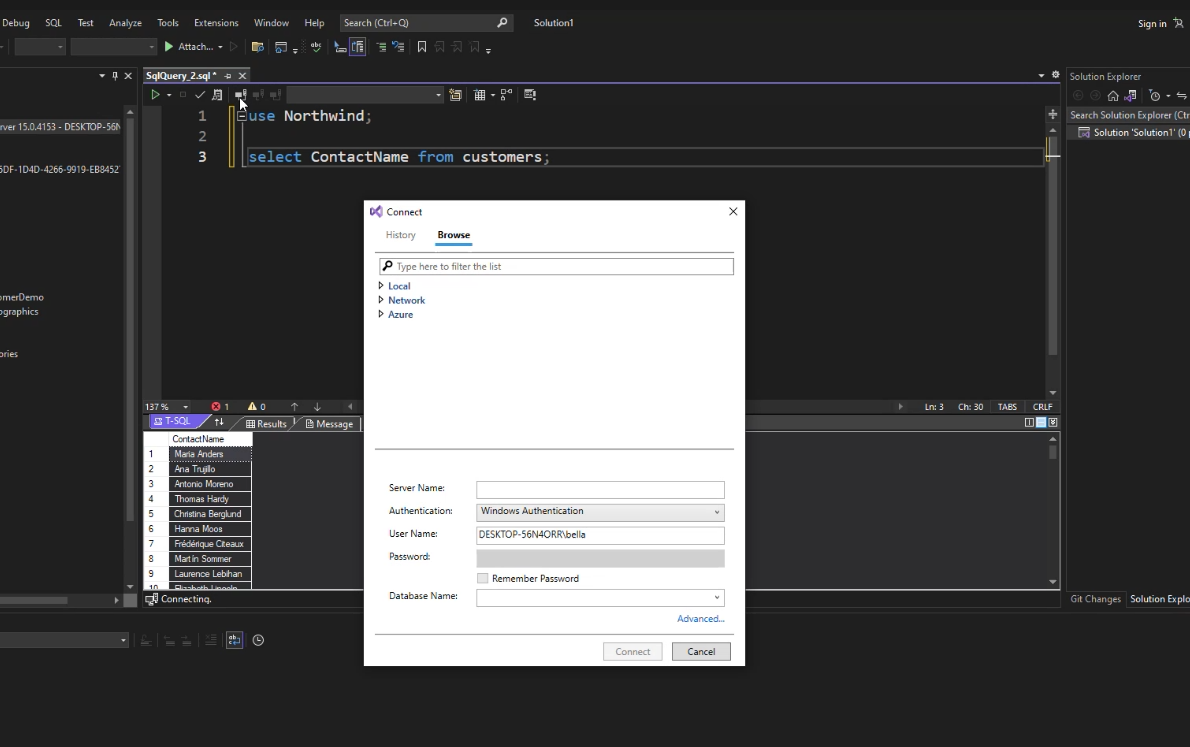 Debug SQL Test Analyze Tools Extensions Window Help Search (Ctrl+Q) Solution1 Sign in
Attach...
SqlQuery_2.sql* Solution Explorer
Search Solution Explorer (Ctr
Solution 'Solution1' (0 p
rver 15.0.4153 - DESKTOP-56N
5DF-1D4D-4266-9919-EB8452
omerDemo
ographics
ories
1 use Northwind;
2
3 select ContactName from customers;
Connect
History Browse
Type here to filter the list
Local
Network
Azure
Server Name:
Authentication: Windows Authentication
User Name: DESKTOP-56N4ORR\bella
Password:
Remember Password
Database Name:
Advanced...
Connect Cancel
137 % 1 0 Ln: 3 Ch: 30 TABS CRLF
T-SQL Results Message
ContactName
1 Maria Anders
2 Ana Trujillo
3 Antonio Moreno
4 Thomas Hardy
5 Christina Berglund
6 Hanna Moos
7 Frédérique Citeaux
8 Martín Sommer
9 Laurence Lebihan
10 Elizabeth Lincoln
Connecting.
Git Changes Solution Explo